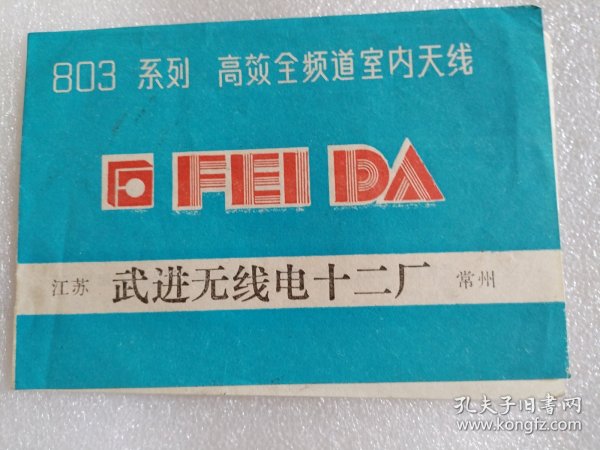 803 系列 高效全频道室内天线
FEI DA
江苏 武进无线电十二厂 常州
孔夫子旧书网
www.kongfz.com